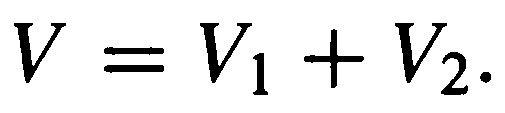 V = V₁ + V₂.